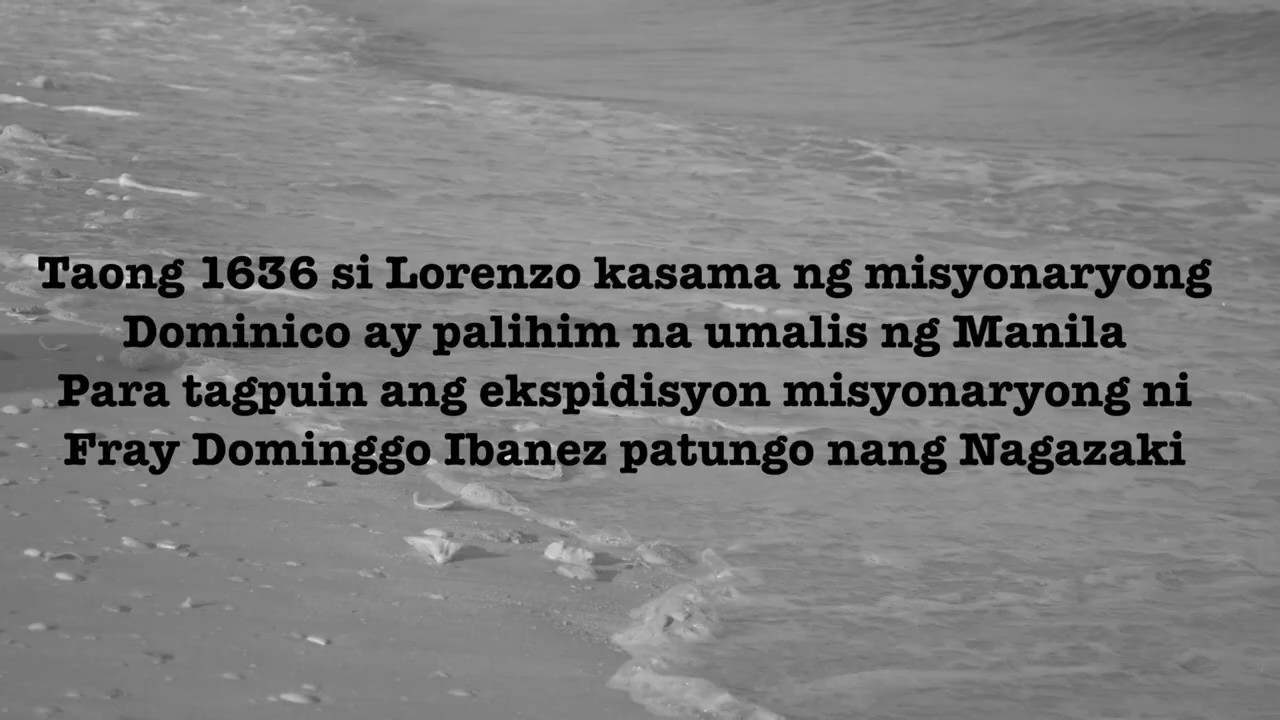 Taong 1636 si Lorenzo kasama ng misyonaryong
Dominico ay palihim na umalis ng Manila
Para tagpuin ang ekspidisyon misyonaryong ni
Fray Dominggo Ibanez patungo nang Nagazaki